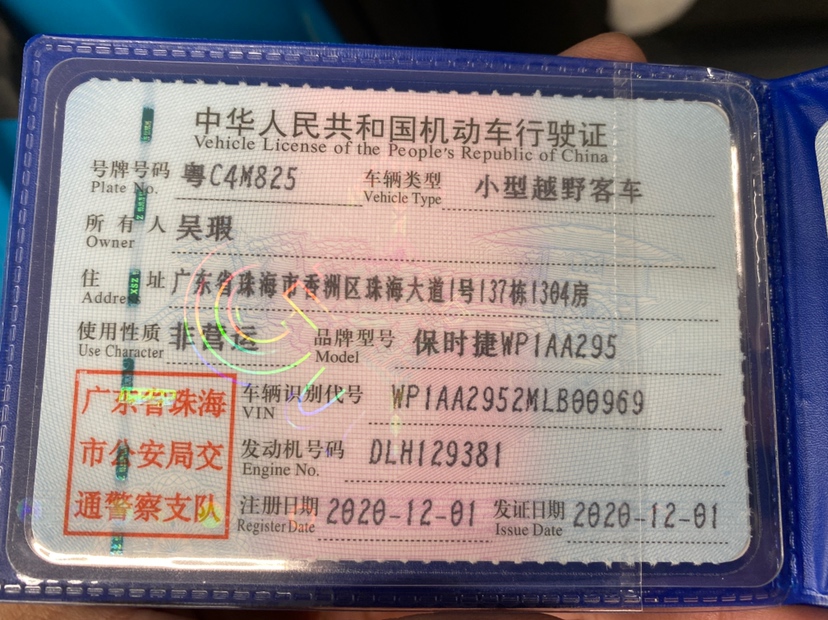 中华人民共和国机动车行驶证
Vehicle License of the People's Republic of China
号牌号码 粤C4M825 车辆类型 小型越野客车
Plate No. Vehicle Type
所有人 吴瑕
Owner
住址 广东省珠海市香洲区珠海大道1号137栋1304房
Address
使用性质 非营运 品牌型号 保时捷WP1AA295
Use Character Model
车辆识别代号 WP1AA2952MLB00969
VIN
发动机号码 DLH129381
Engine No.
注册日期 2020-12-01 发证日期 2020-12-01
Register Date Issue Date
广东省珠海
市公安局交
通警察支队